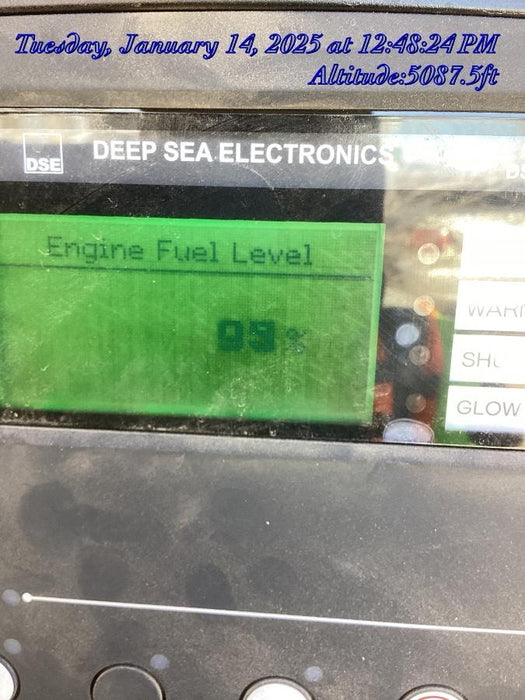 Tuesday, January 14, 2025 at 12:48:24 PM
Altitude:5087.5ft
DSE
DEEP SEA ELECTRONICS
Engine Fuel Level
%
GLOW